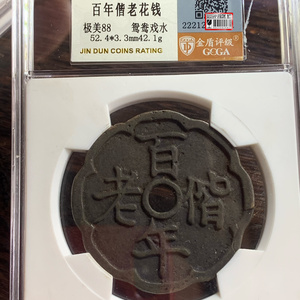 百年偕老花钱
极美88 鸳鸯戏水
52.4*3.3mm42.1g
JIN DUN COINS RATING
金盾评级
GCGA
百
老 偕
年